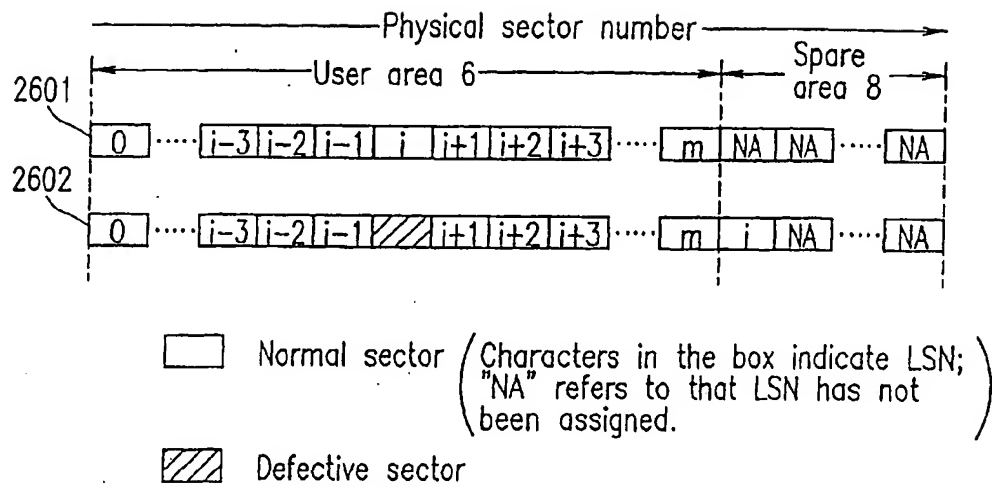 Physical sector number
User area 6
Spare area 8
2601
0 ····· i-3 i-2 i-1 i i+1 i+2 i+3 ····· m NA NA ····· NA
2602
0 ····· i-3 i-2 i-1 i+1 i+2 i+3 ····· m i NA ····· NA
Normal sector (Characters in the box indicate LSN;
"NA" refers to that LSN has not
been assigned.)
Defective sector